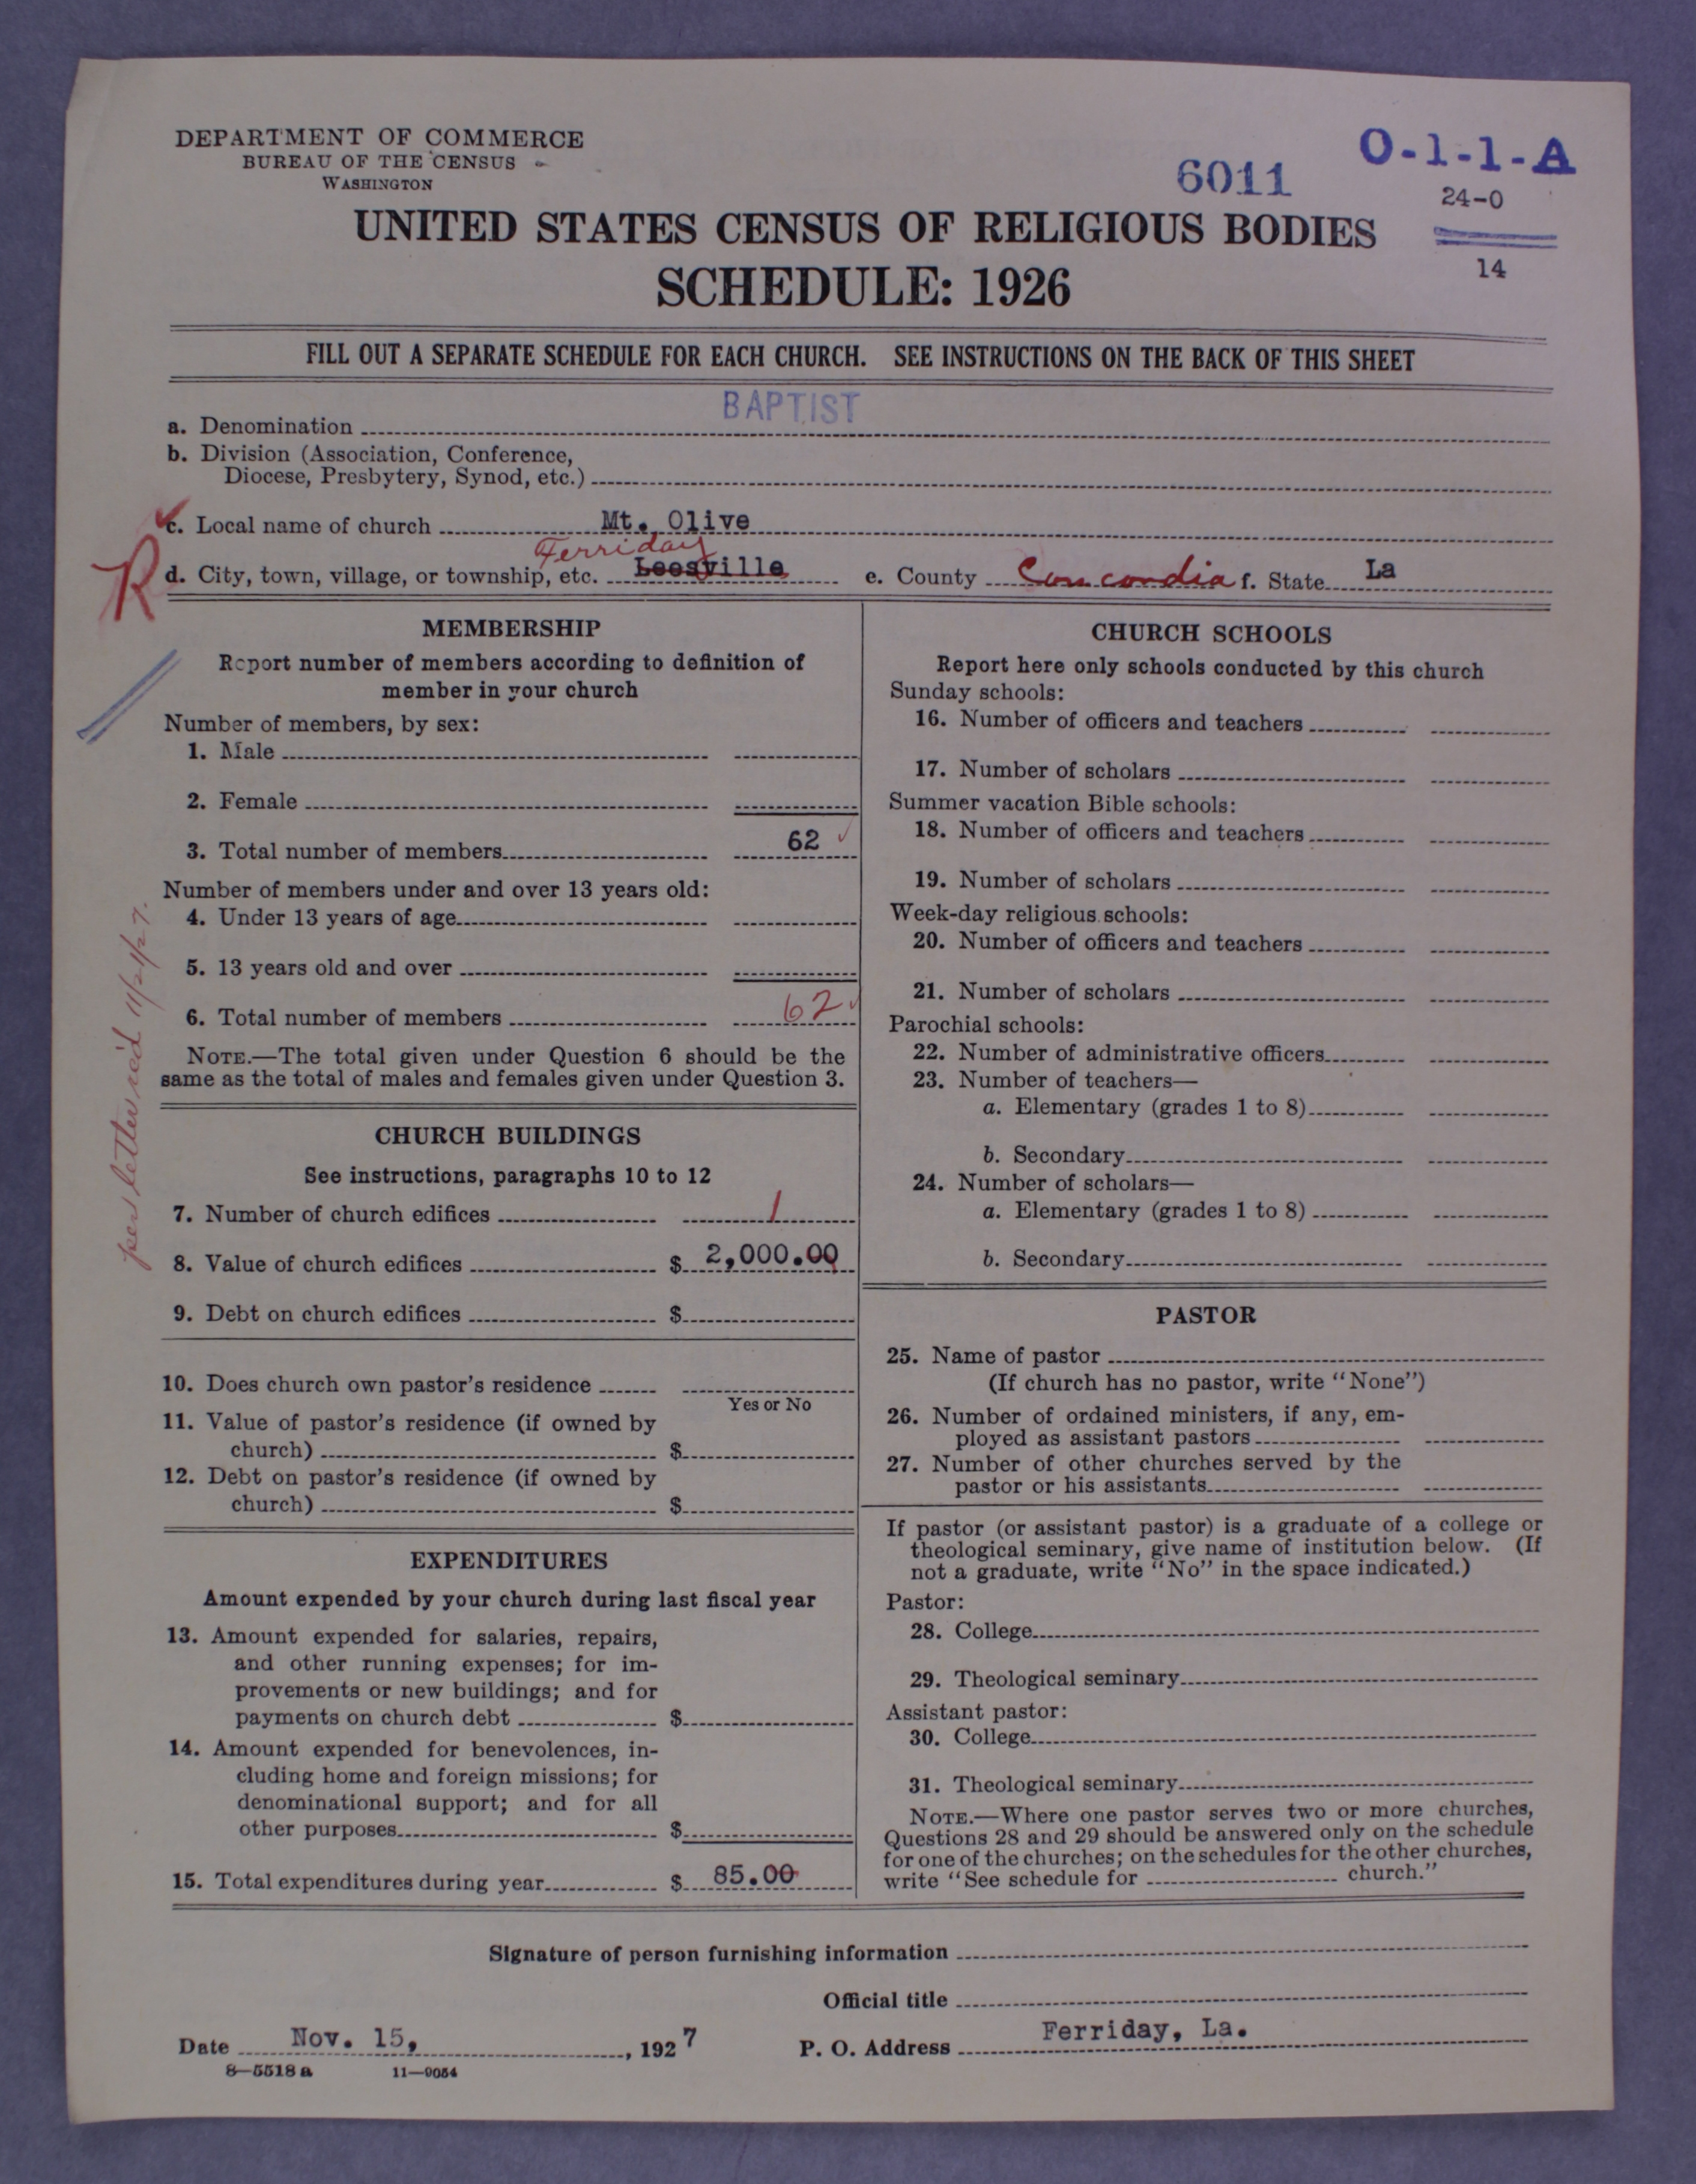 DEPARTMENT OF COMMERCE
BUREAU OF THE CENSUS
WASHINGTON
6011
O-1-1-A
24-0
14
UNITED STATES CENSUS OF RELIGIOUS BODIES
SCHEDULE: 1926
FILL OUT A SEPARATE SCHEDULE FOR EACH CHURCH. SEE INSTRUCTIONS ON THE BACK OF THIS SHEET
BAPTIST
a. Denomination
b. Division (Association, Conference,
Diocese, Presbytery, Synod, etc.)
c. Local name of church Mt. Olive
Ferriday
R
d. City, town, village, or township, etc. Leesville e. County Concordia f. State La
MEMBERSHIP
Report number of members according to definition of
member in your church
Number of members, by sex:
1. Male
2. Female
3. Total number of members 62
Number of members under and over 13 years old:
4. Under 13 years of age
5. 13 years old and over
6. Total number of members 62
NOTE.—The total given under Question 6 should be the
same as the total of males and females given under Question 3.
per letter rec'd 11/21/27.
CHURCH BUILDINGS
See instructions, paragraphs 10 to 12
7. Number of church edifices 1
8. Value of church edifices $ 2,000.00
9. Debt on church edifices $
10. Does church own pastor's residence
Yes or No
11. Value of pastor's residence (if owned by
church) $
12. Debt on pastor's residence (if owned by
church) $
EXPENDITURES
Amount expended by your church during last fiscal year
13. Amount expended for salaries, repairs,
and other running expenses; for im-
provements or new buildings; and for
payments on church debt $
14. Amount expended for benevolences, in-
cluding home and foreign missions; for
denominational support; and for all
other purposes $
15. Total expenditures during year $ 85.00
CHURCH SCHOOLS
Report here only schools conducted by this church
Sunday schools:
16. Number of officers and teachers
17. Number of scholars
Summer vacation Bible schools:
18. Number of officers and teachers
19. Number of scholars
Week-day religious schools:
20. Number of officers and teachers
21. Number of scholars
Parochial schools:
22. Number of administrative officers
23. Number of teachers—
a. Elementary (grades 1 to 8)
b. Secondary
24. Number of scholars—
a. Elementary (grades 1 to 8)
b. Secondary
PASTOR
25. Name of pastor
(If church has no pastor, write "None")
26. Number of ordained ministers, if any, em-
ployed as assistant pastors
27. Number of other churches served by the
pastor or his assistants
If pastor (or assistant pastor) is a graduate of a college or
theological seminary, give name of institution below. (If
not a graduate, write "No" in the space indicated.)
Pastor:
28. College
29. Theological seminary
Assistant pastor:
30. College
31. Theological seminary
NOTE.—Where one pastor serves two or more churches,
Questions 28 and 29 should be answered only on the schedule
for one of the churches; on the schedules for the other churches,
write "See schedule for church."
Signature of person furnishing information
Official title
Date Nov. 15, , 1927 P. O. Address Ferriday, La.
8—5518 a 11—9054